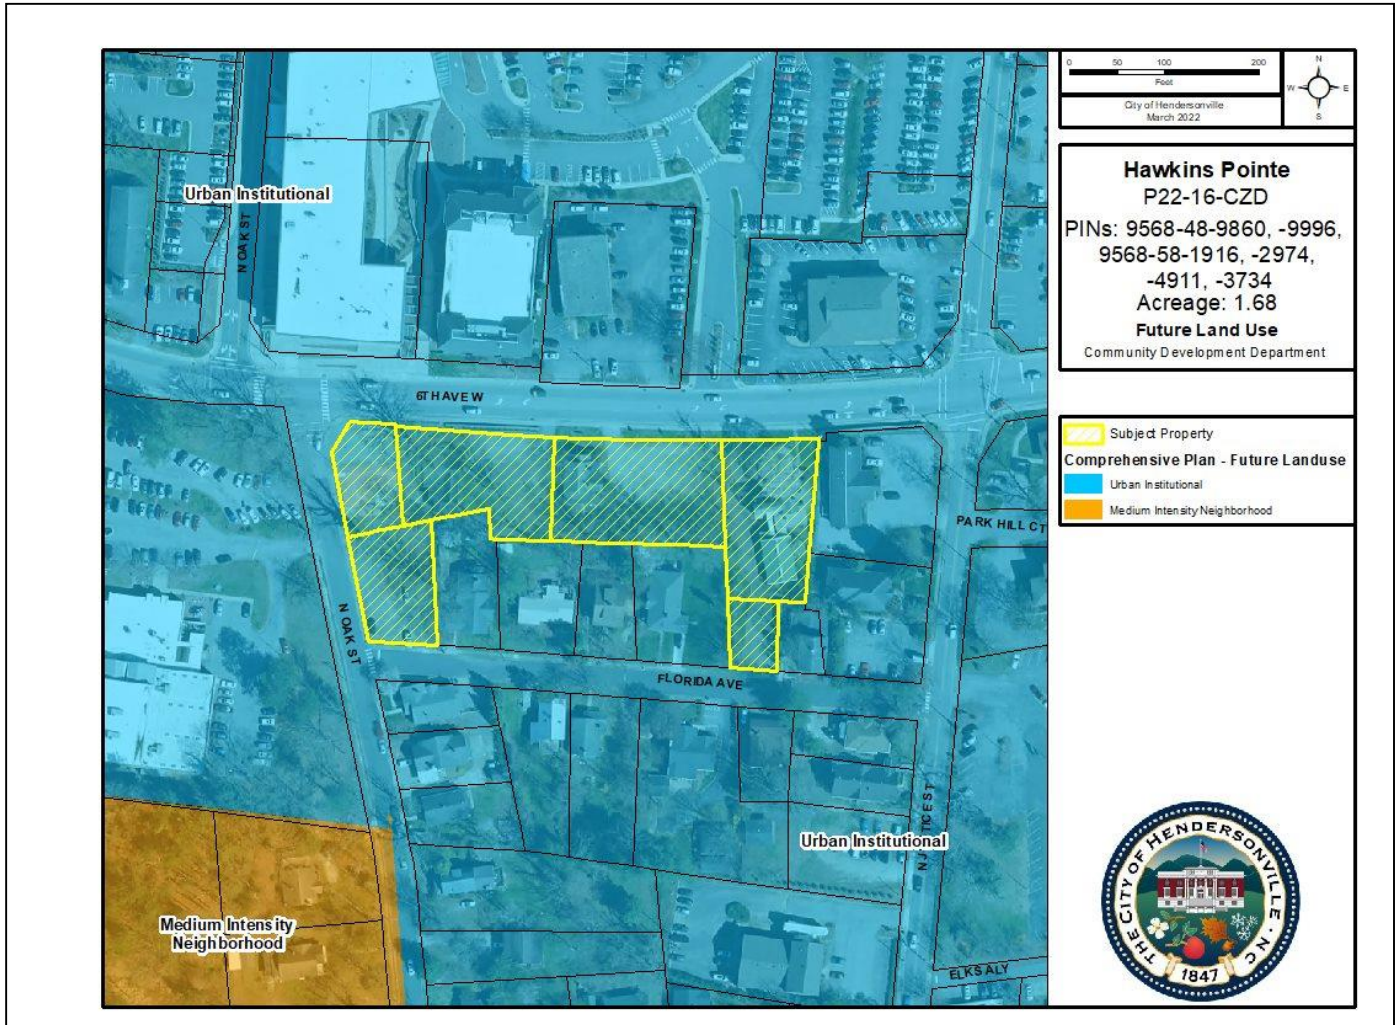 Urban Institutional
N OAK ST
6TH AVE W
PARK HILL CT
N OAK ST
FLORIDA AVE
N JUSTICE ST
Urban Institutional
Medium Intensity
Neighborhood
ELKS ALY
0 50 100 200
Feet
City of Hendersonville
March 2022
N
W E
S
Hawkins Pointe
P22-16-CZD
PINs: 9568-48-9860, -9996,
9568-58-1916, -2974,
-4911, -3734
Acreage: 1.68
Future Land Use
Community Development Department
Subject Property
Comprehensive Plan - Future Landuse
Urban Institutional
Medium Intensity Neighborhood
THE CITY OF HENDERSONVILLE · NC
1847